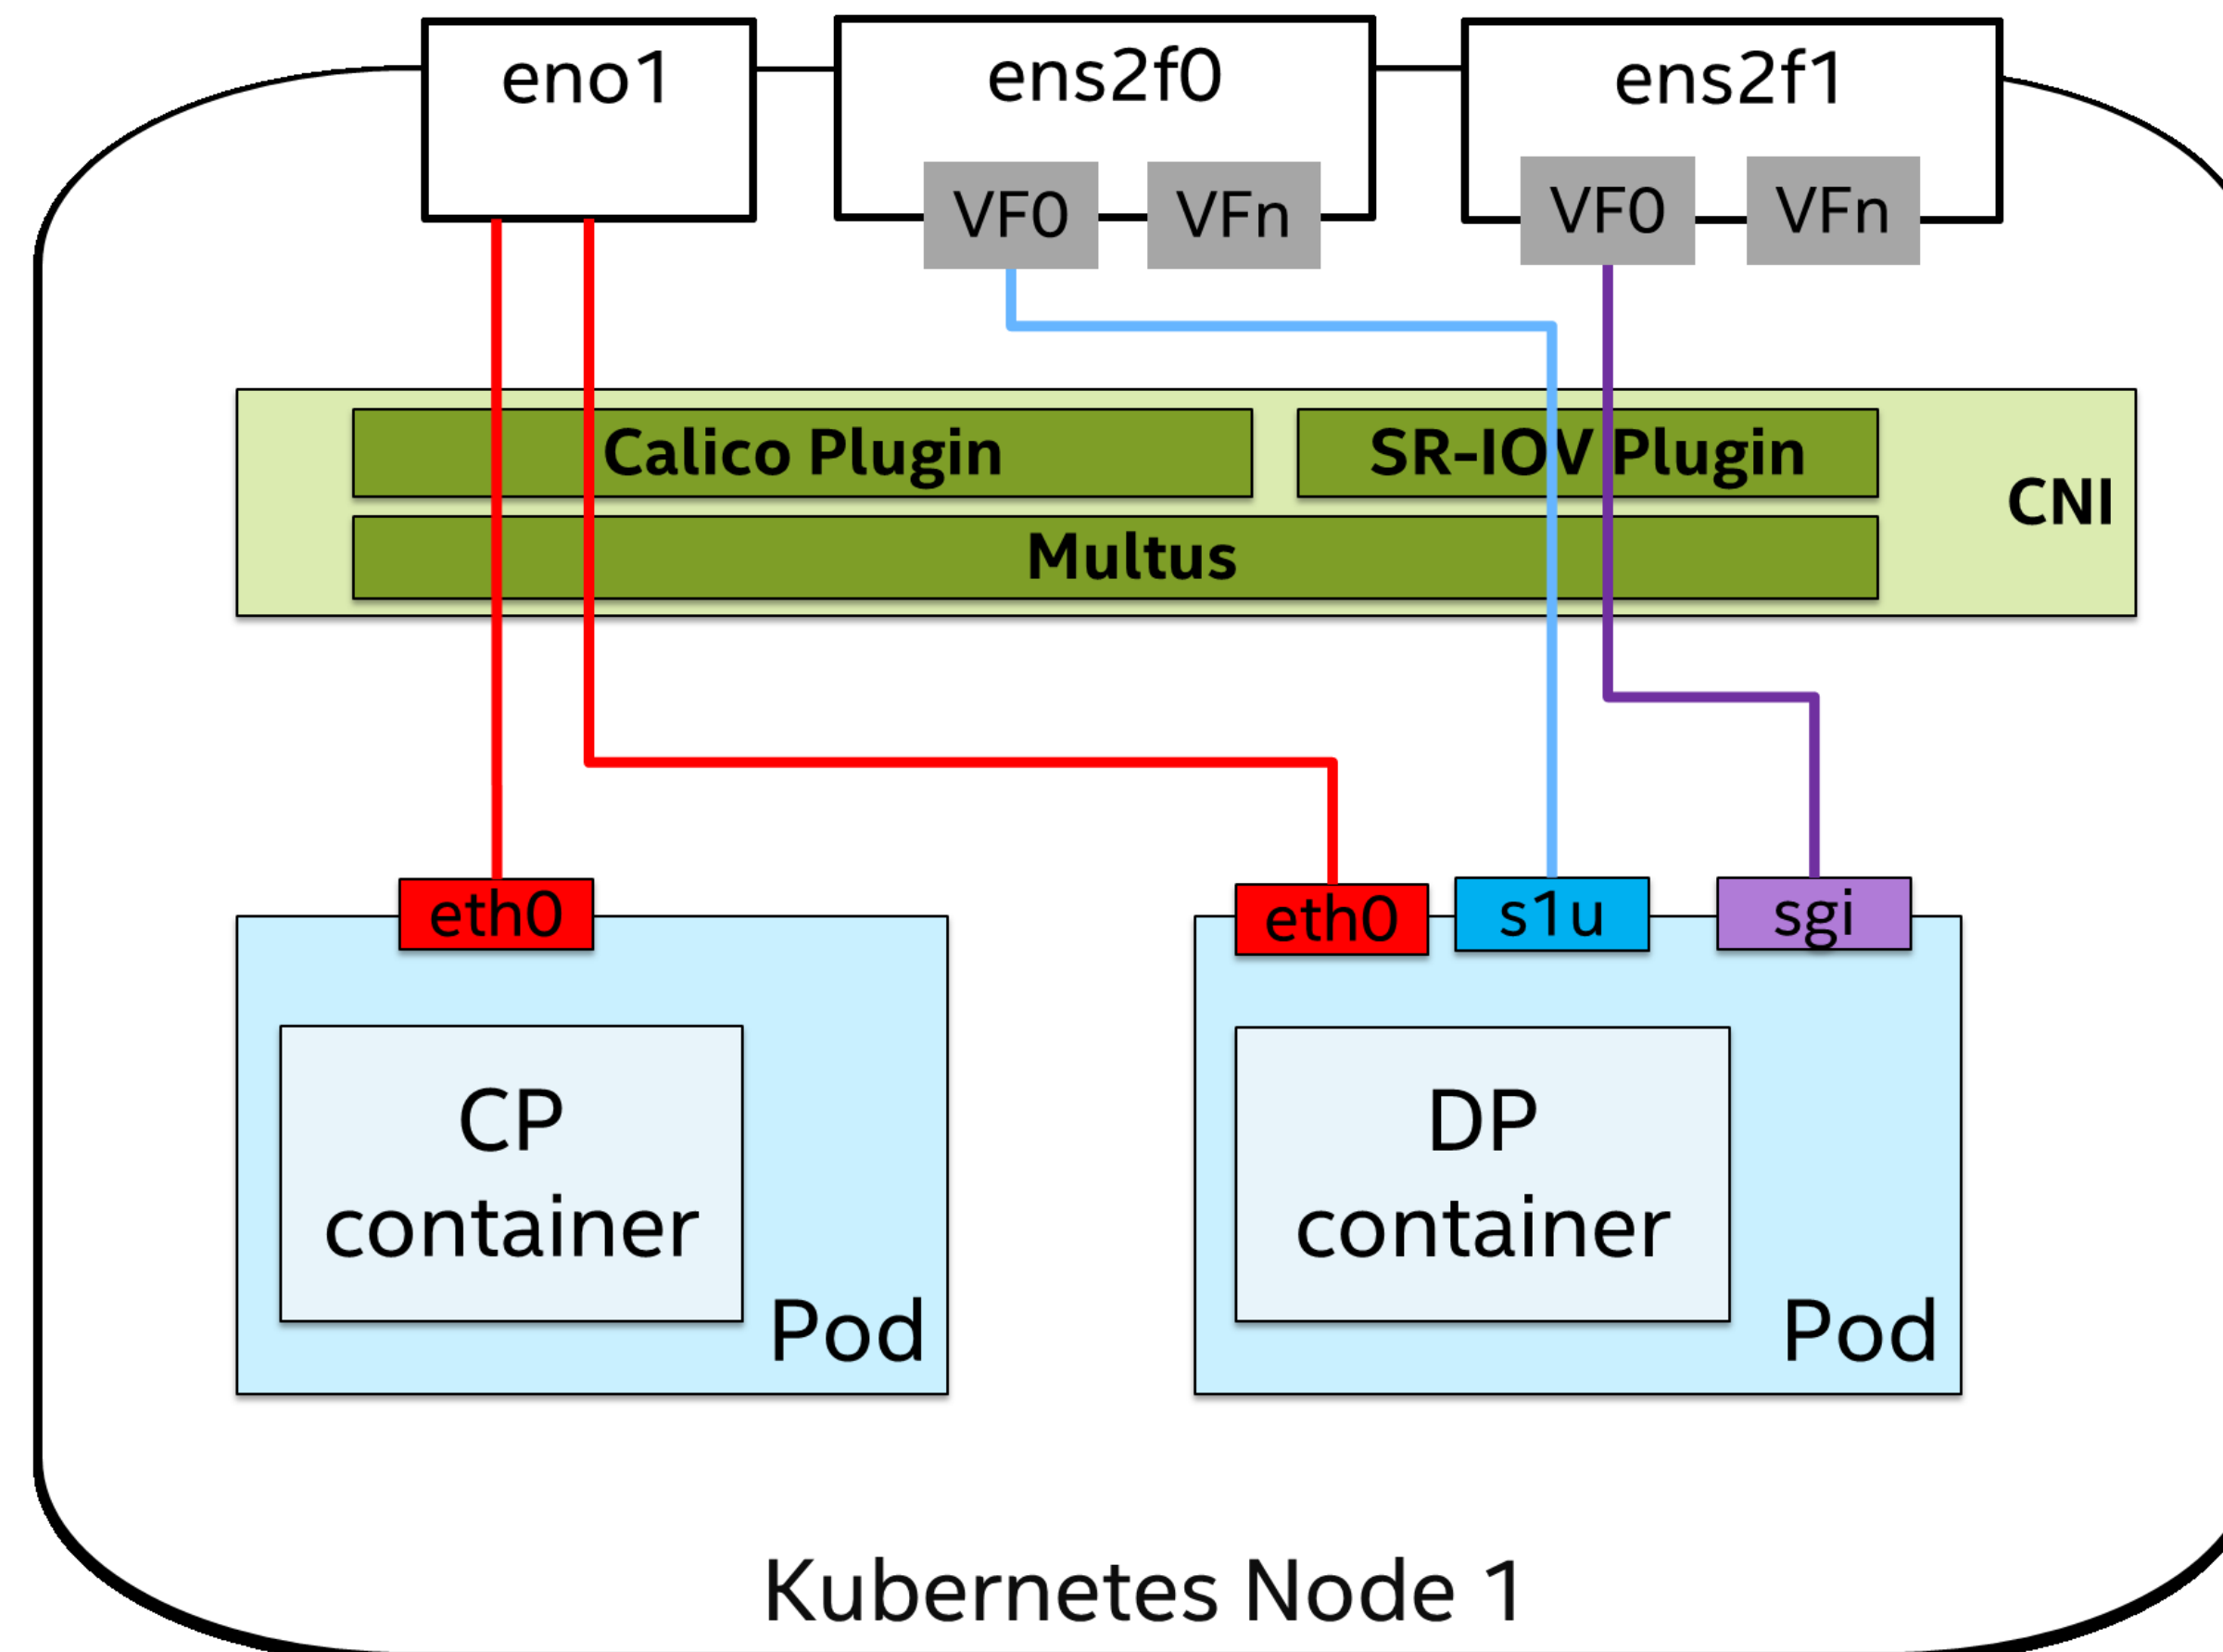 eno1
ens2f0
ens2f1
VF0
VFn
VF0
VFn
Calico Plugin
SR-IOV Plugin
CNI
Multus
eth0
eth0
s1u
sgi
CP
container
Pod
DP
container
Pod
Kubernetes Node 1